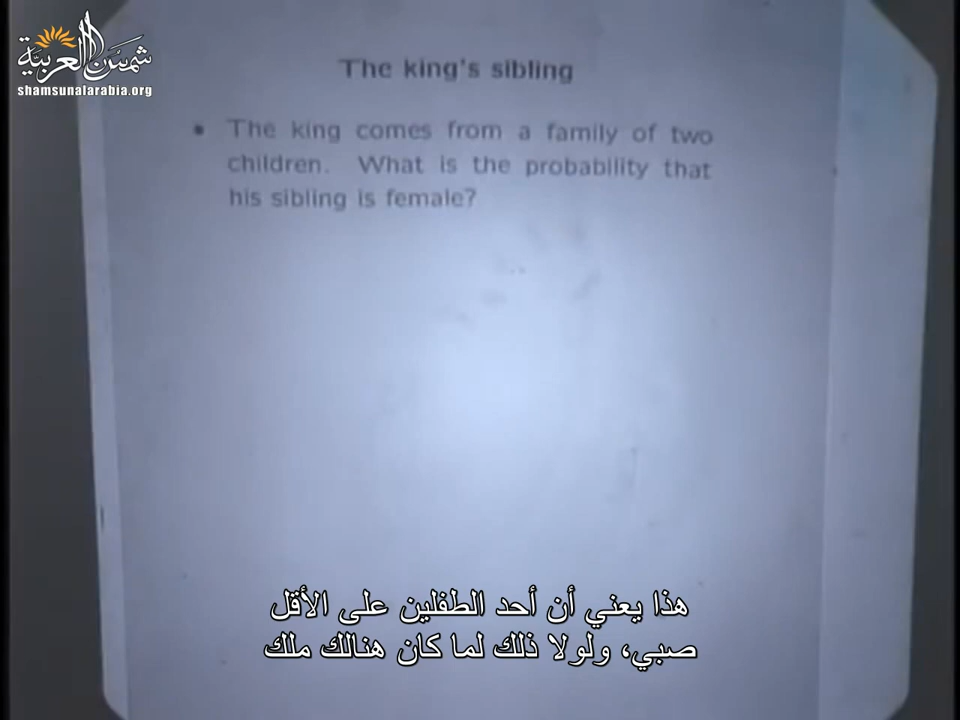 شمس العربية
shamsunalarabia.org
The king's sibling
• The king comes from a family of two
children. What is the probability that
his sibling is female?
هذا يعني أن أحد الطفلين على الأقل
صبي، ولولا ذلك لما كان هنالك ملك